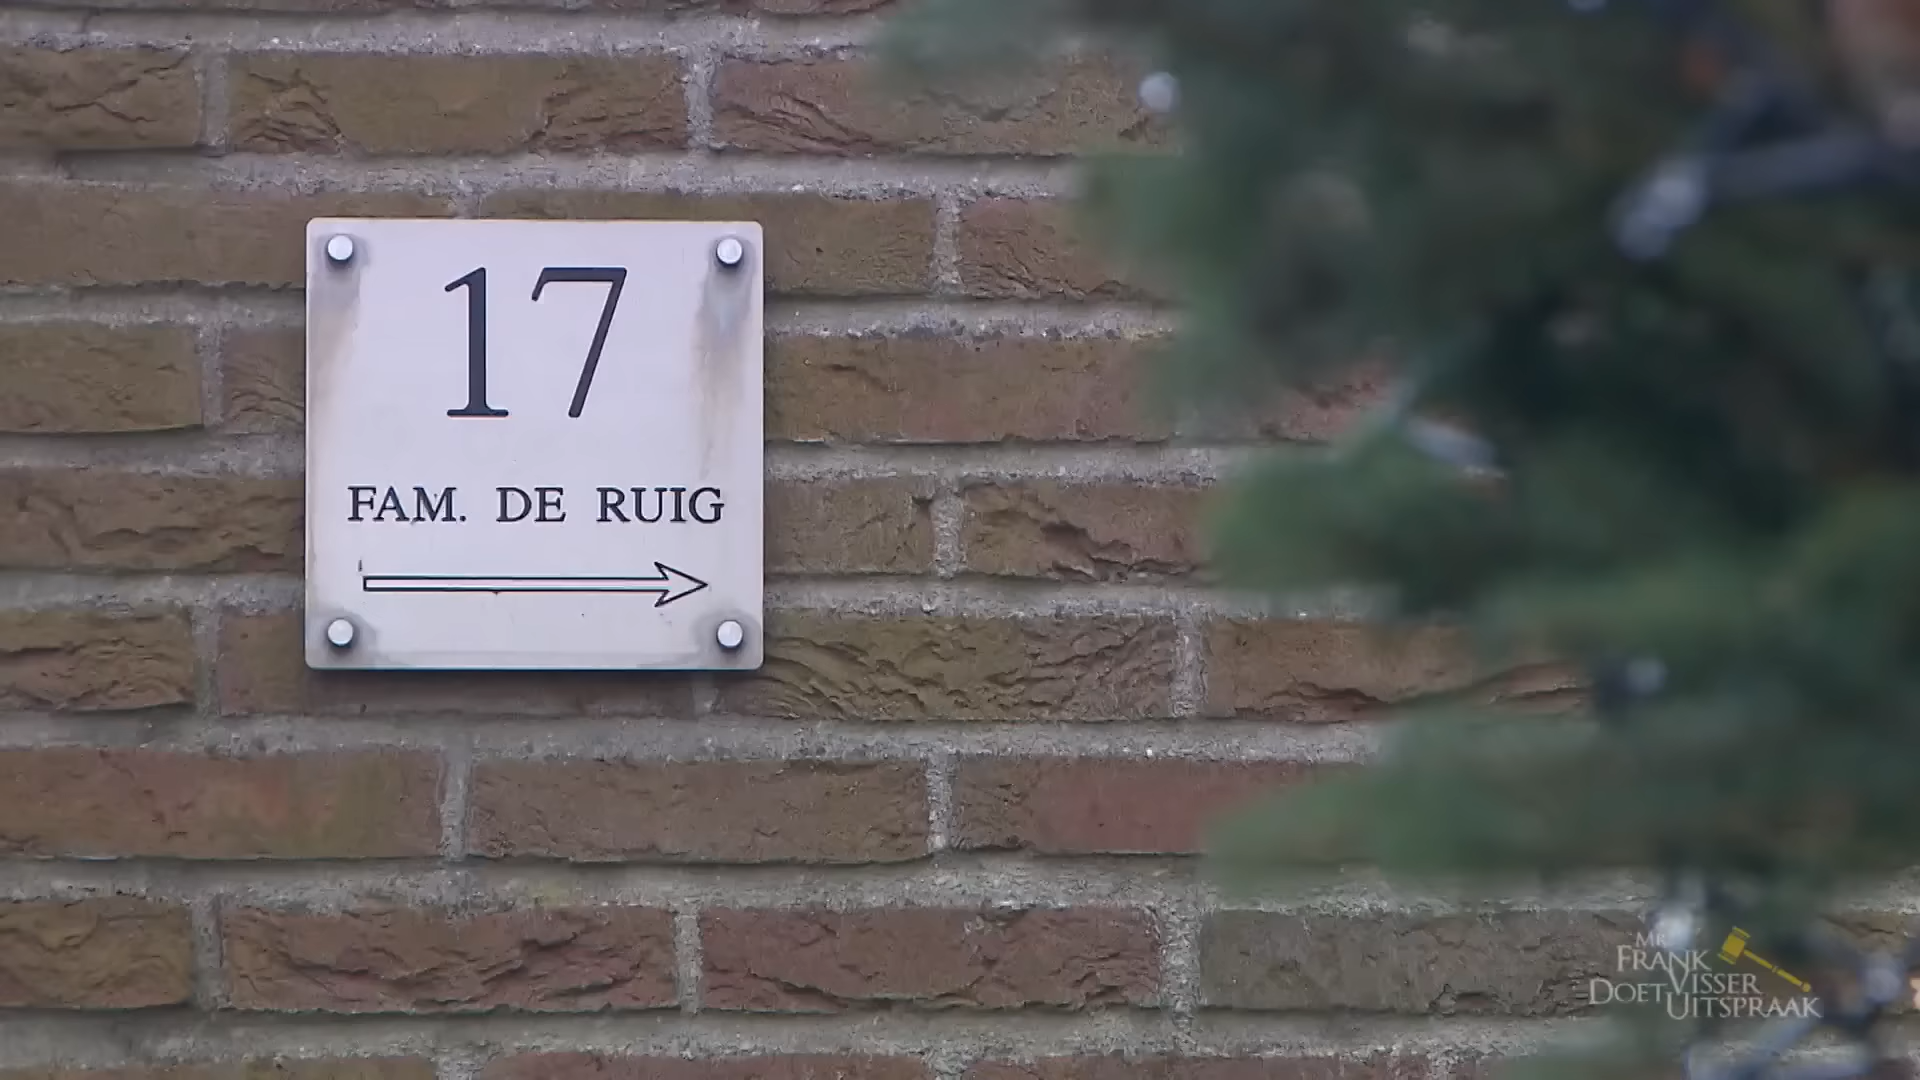 17
FAM. DE RUIG
MR.
FRANK
VISSER
DOET UITSPRAAK